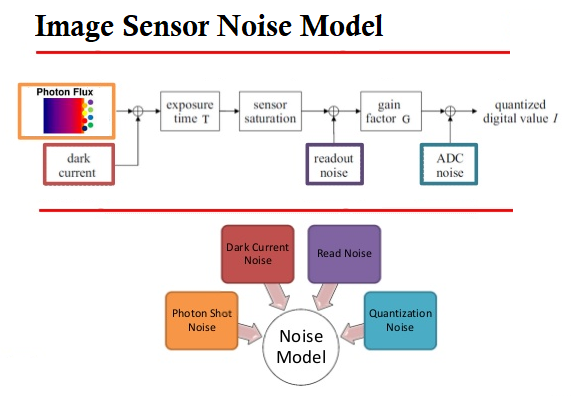 Image Sensor Noise Model
Photon Flux
exposure
time T
sensor
saturation
gain
factor G
quantized
digital value I
dark
current
readout
noise
ADC
noise
Dark Current
Noise
Read Noise
Photon Shot
Noise
Quantization
Noise
Noise
Model